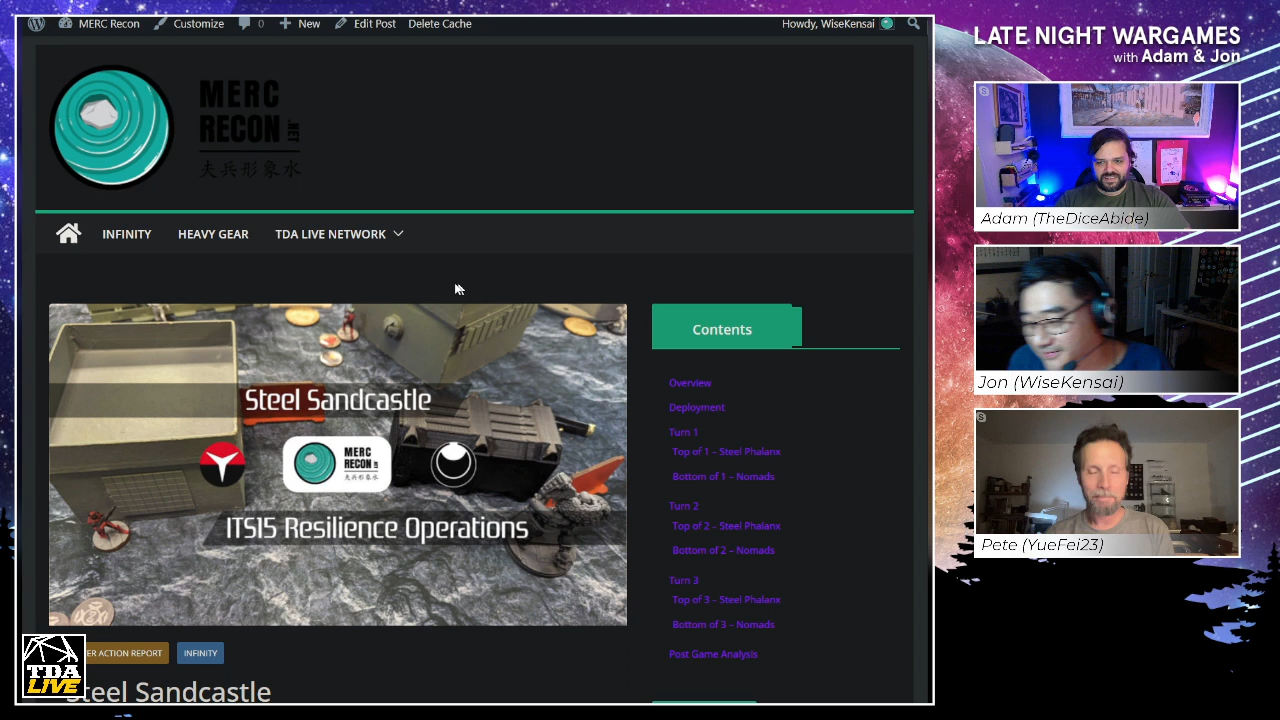 MERC Recon
Customize
0
New
Edit Post
Delete Cache
Howdy, WiseKensai
LATE NIGHT WARGAMES
with Adam & Jon
MERC
RECON
.NET
夫兵形象水
INFINITY
HEAVY GEAR
TDA LIVE NETWORK
Adam (TheDiceAbide)
Jon (WiseKensai)
Pete (YueFei23)
Steel Sandcastle
MERC
RECON
夫兵形象水
ITS15 Resilience Operations
Contents
Overview
Deployment
Turn 1
Top of 1 – Steel Phalanx
Bottom of 1 – Nomads
Turn 2
Top of 2 – Steel Phalanx
Bottom of 2 – Nomads
Turn 3
Top of 3 – Steel Phalanx
Bottom of 3 – Nomads
Post Game Analysis
ER ACTION REPORT
INFINITY
TDA
LIVE
Steel Sandcastle